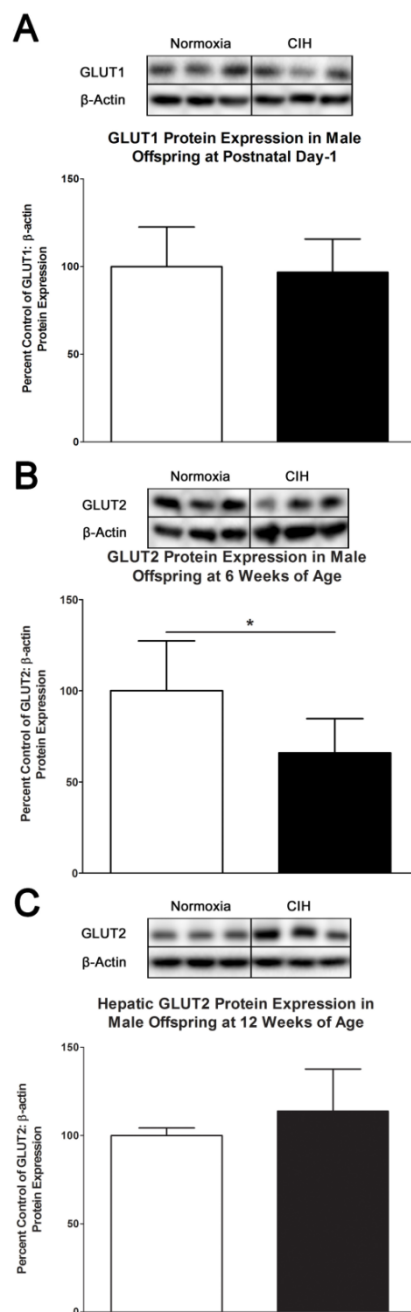 A
Normoxia CIH
GLUT1
β-Actin
GLUT1 Protein Expression in Male
Offspring at Postnatal Day-1
Percent Control of GLUT1: β-actin
Protein Expression
150
100
50
0
B
Normoxia CIH
GLUT2
β-Actin
GLUT2 Protein Expression in Male
Offspring at 6 Weeks of Age
Percent Control of GLUT2: β-actin
Protein Expression
150
100
50
0
*
C
Normoxia CIH
GLUT2
β-Actin
Hepatic GLUT2 Protein Expression in
Male Offspring at 12 Weeks of Age
Percent Control of GLUT2: β-actin
Protein Expression
150
100
50
0